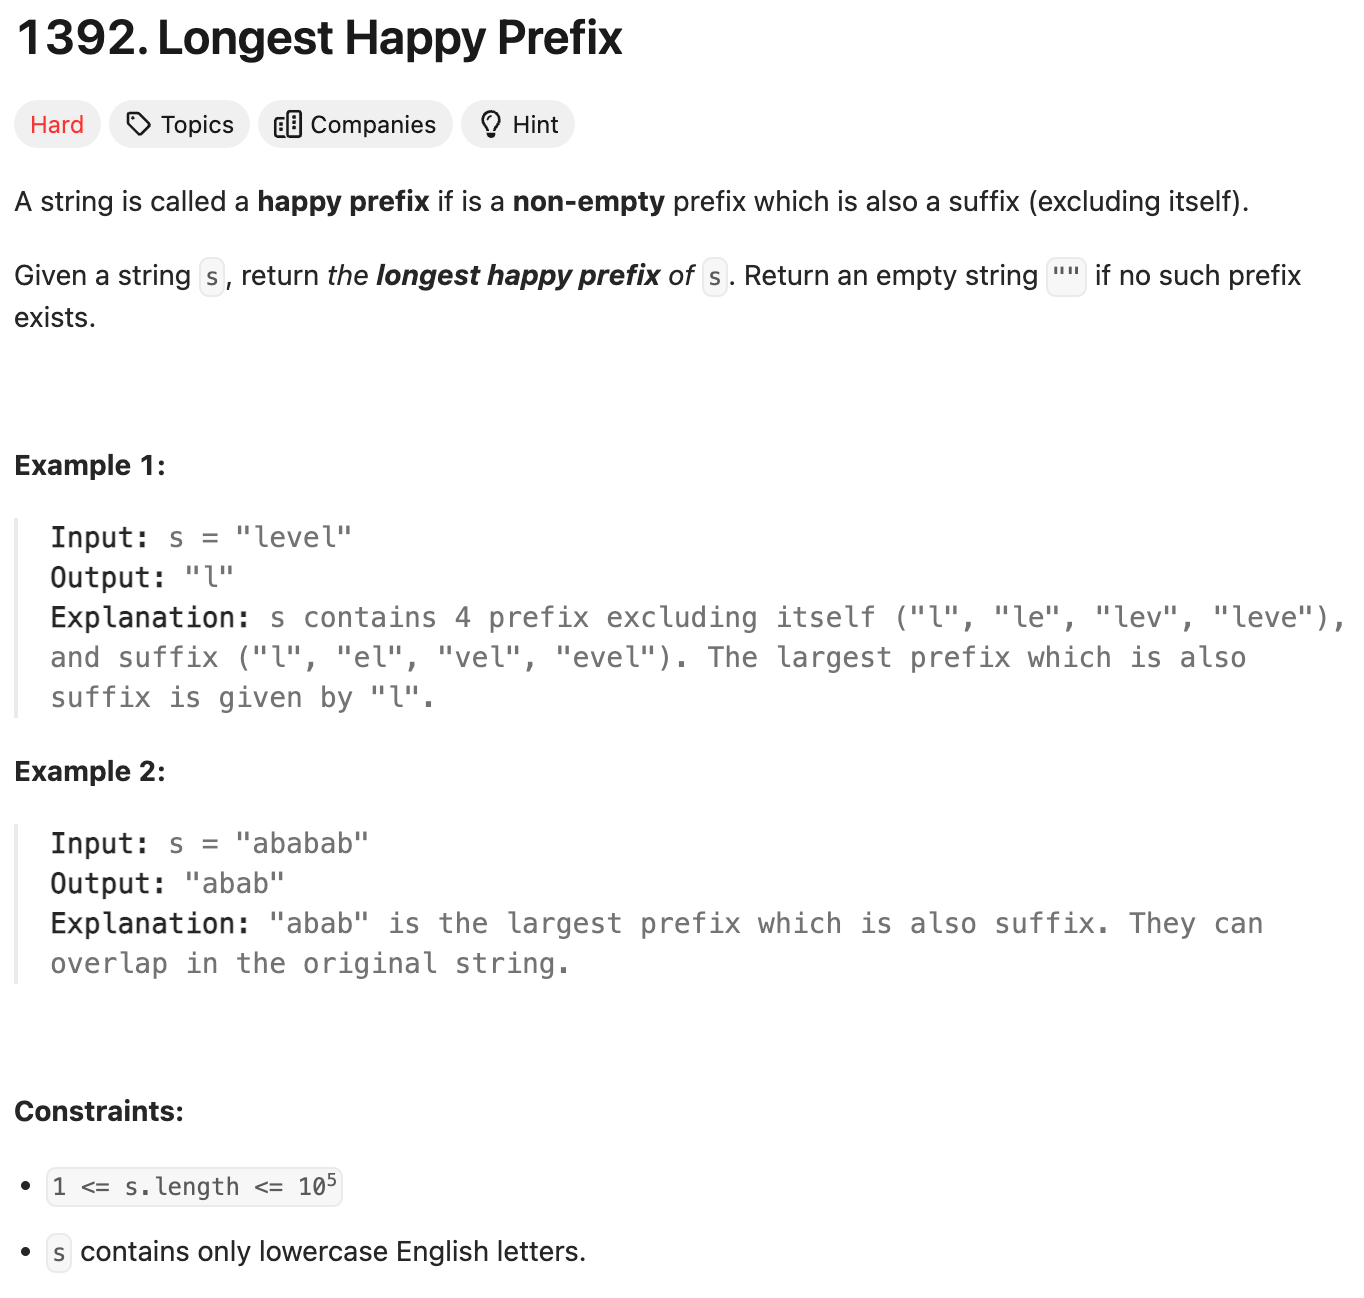 1392. Longest Happy Prefix
Hard Topics Companies Hint
A string is called a happy prefix if is a non-empty prefix which is also a suffix (excluding itself).
Given a string s, return the longest happy prefix of s. Return an empty string "" if no such prefix
exists.
Example 1:
Input: s = "level"
Output: "l"
Explanation: s contains 4 prefix excluding itself ("l", "le", "lev", "leve"),
and suffix ("l", "el", "vel", "evel"). The largest prefix which is also
suffix is given by "l".
Example 2:
Input: s = "ababab"
Output: "abab"
Explanation: "abab" is the largest prefix which is also suffix. They can
overlap in the original string.
Constraints:
• 1 <= s.length <= 10⁵
• s contains only lowercase English letters.